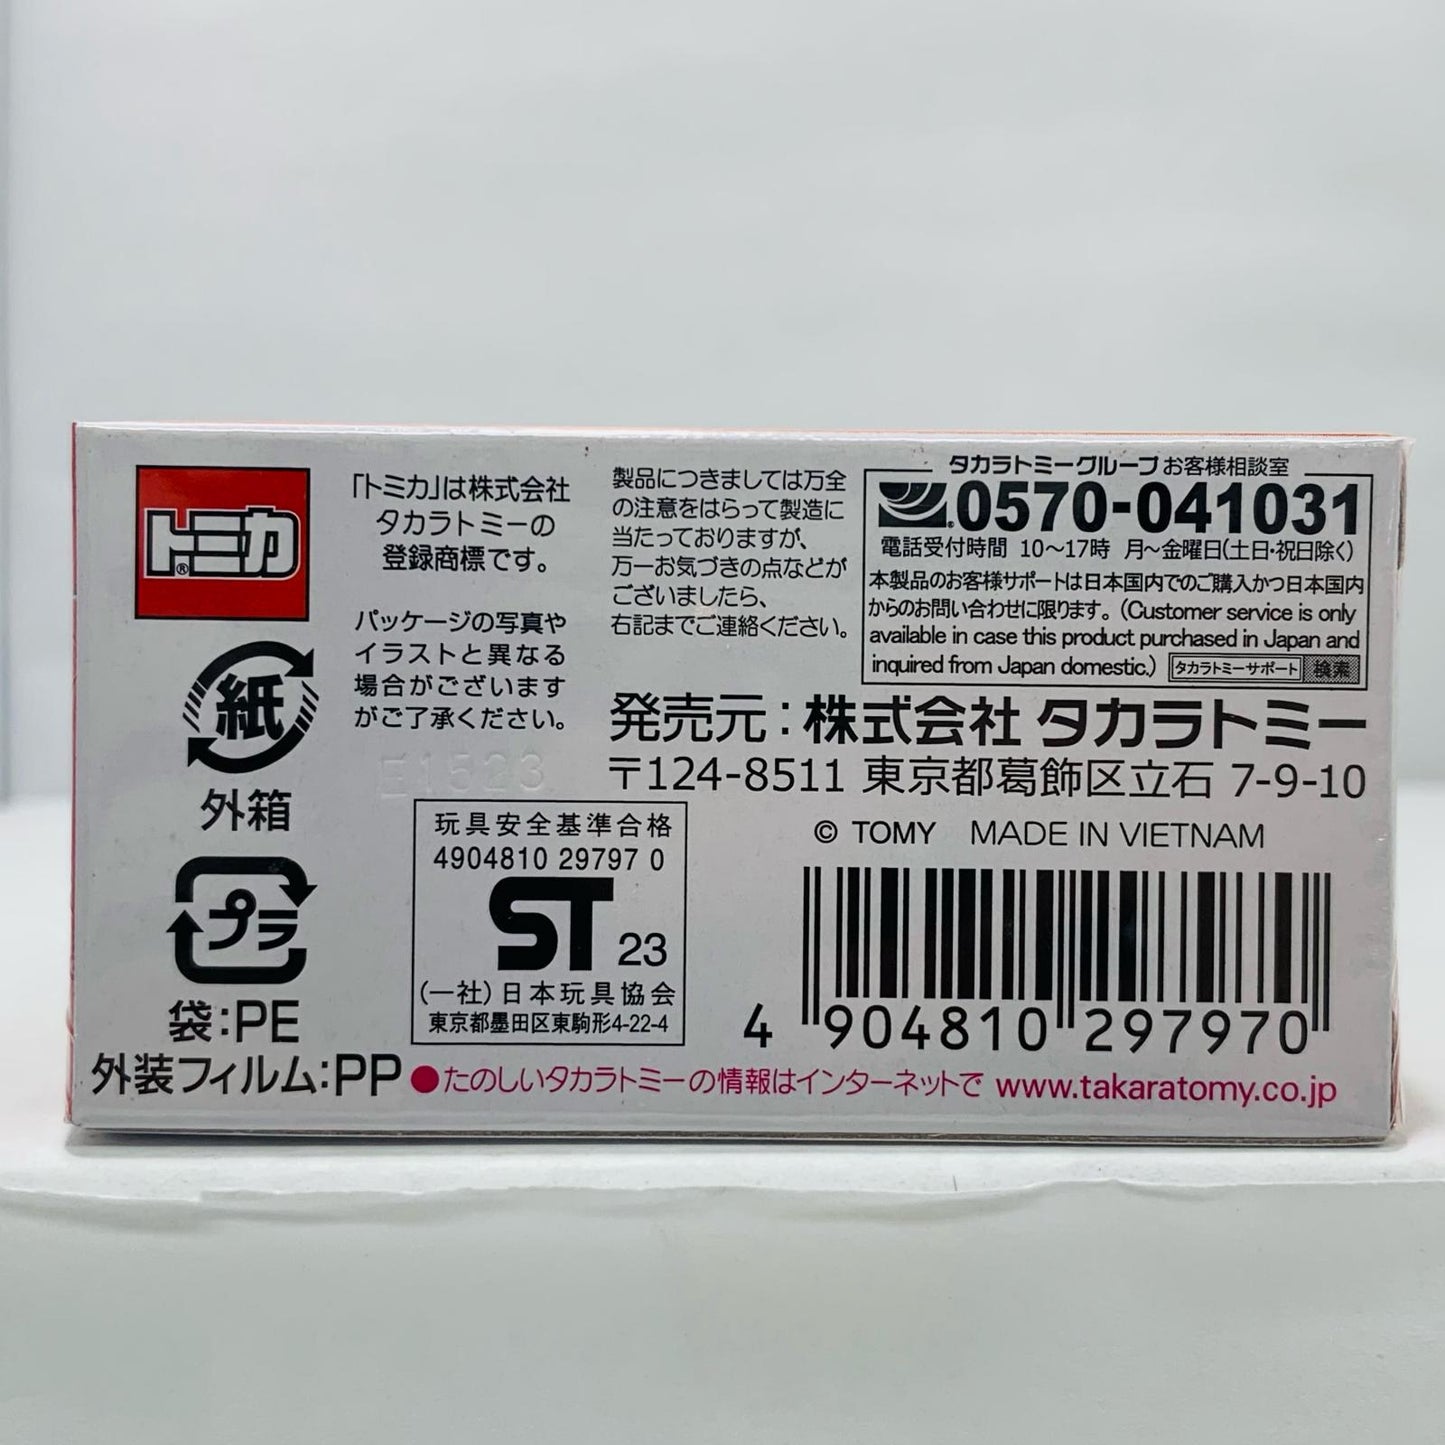 トミカ®
「トミカ」は株式会社
タカラトミーの
登録商標です。
パッケージの写真や
イラストと異なる
場合がございます
がご了承ください。
製品につきましては万全
の注意をはらって製造に
当たっておりますが、
万一お気づきの点などが
ございましたら、
右記までご連絡ください。
タカラトミーグループ お客様相談室
0570-041031
電話受付時間 10〜17時 月〜金曜日(土日・祝日除く)
本製品のお客様サポートは日本国内でのご購入かつ日本国内
からのお問い合わせに限ります。(Customer service is only
available in case this product purchased in Japan and
inquired from Japan domestic.) タカラトミーサポート 検索
紙
外箱
プラ
袋:PE
外装フィルム:PP
E1523
発売元:株式会社 タカラトミー
〒124-8511 東京都葛飾区立石 7-9-10
© TOMY MADE IN VIETNAM
玩具安全基準合格
4904810 29797 0
ST 23
(一社)日本玩具協会
東京都墨田区東駒形4-22-4
4 904810 297970
●たのしいタカラトミーの情報はインターネットで www.takaratomy.co.jp